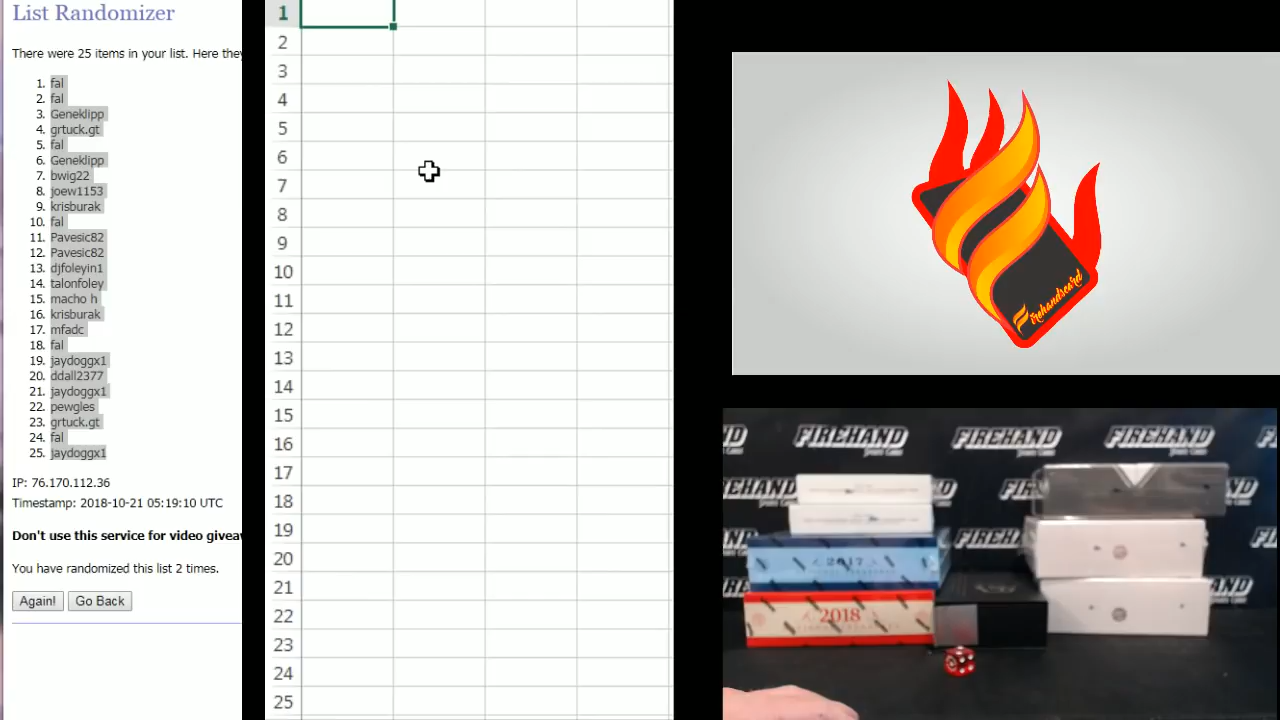 List Randomizer
There were 25 items in your list. Here they
1. fal
2. fal
3. Geneklipp
4. grtuck.gt
5. fal
6. Geneklipp
7. bwig22
8. joew1153
9. krisburak
10. fal
11. Pavesic82
12. Pavesic82
13. djfoleyin1
14. talonfoley
15. macho h
16. krisburak
17. mfadc
18. fal
19. jaydoggx1
20. ddall2377
21. jaydoggx1
22. pewgles
23. grtuck.gt
24. fal
25. jaydoggx1
IP: 76.170.112.36
Timestamp: 2018-10-21 05:19:10 UTC
Don't use this service for video giveaw
You have randomized this list 2 times.
Again! Go Back
1
2
3
4
5
6
7
8
9
10
11
12
13
14
15
16
17
18
19
20
21
22
23
24
25
Firehandscard
FIREHAND
FIREHAND
FIREHAND
2017
2018